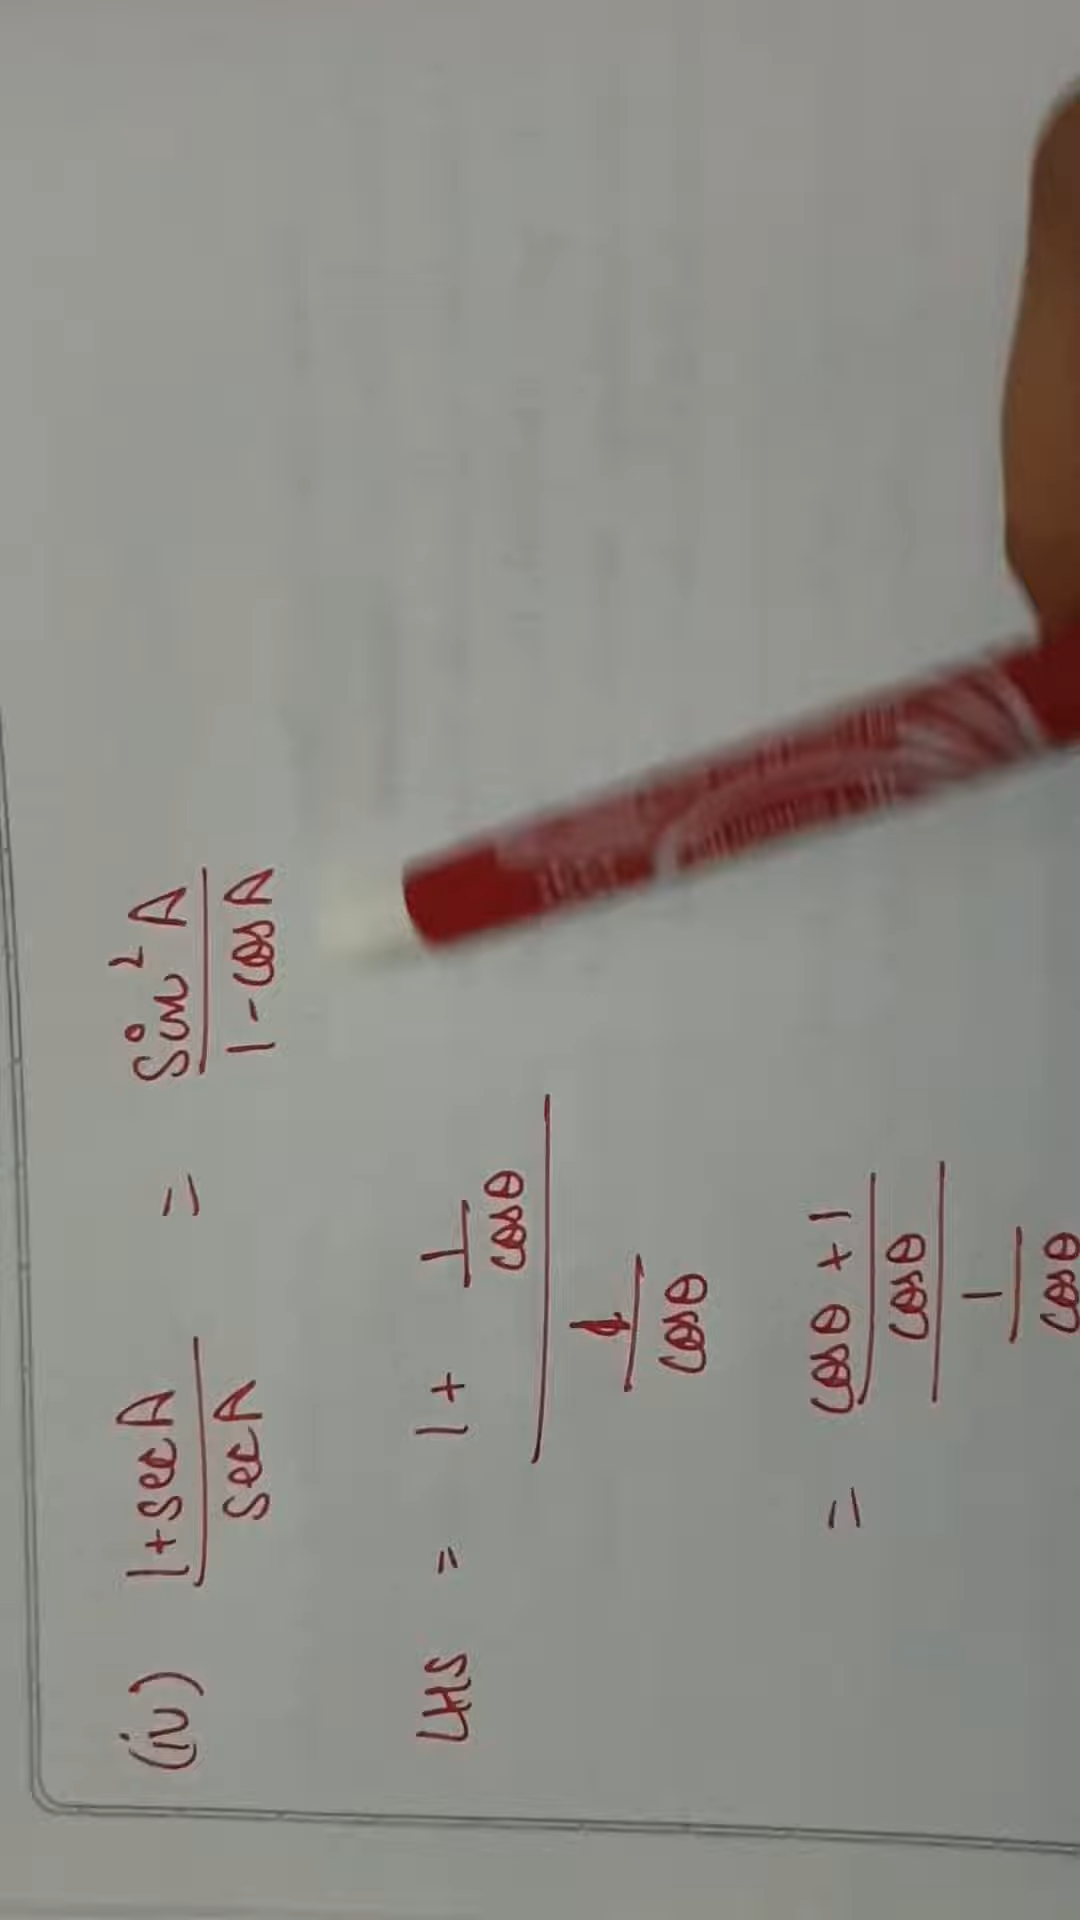 (iv) (1+secA)/(secA) = (sin²A)/(1-cosA)
LHS = (1+ 1/cosθ)/(1/cosθ)
= ((cosθ+1)/cosθ)/(1/cosθ)